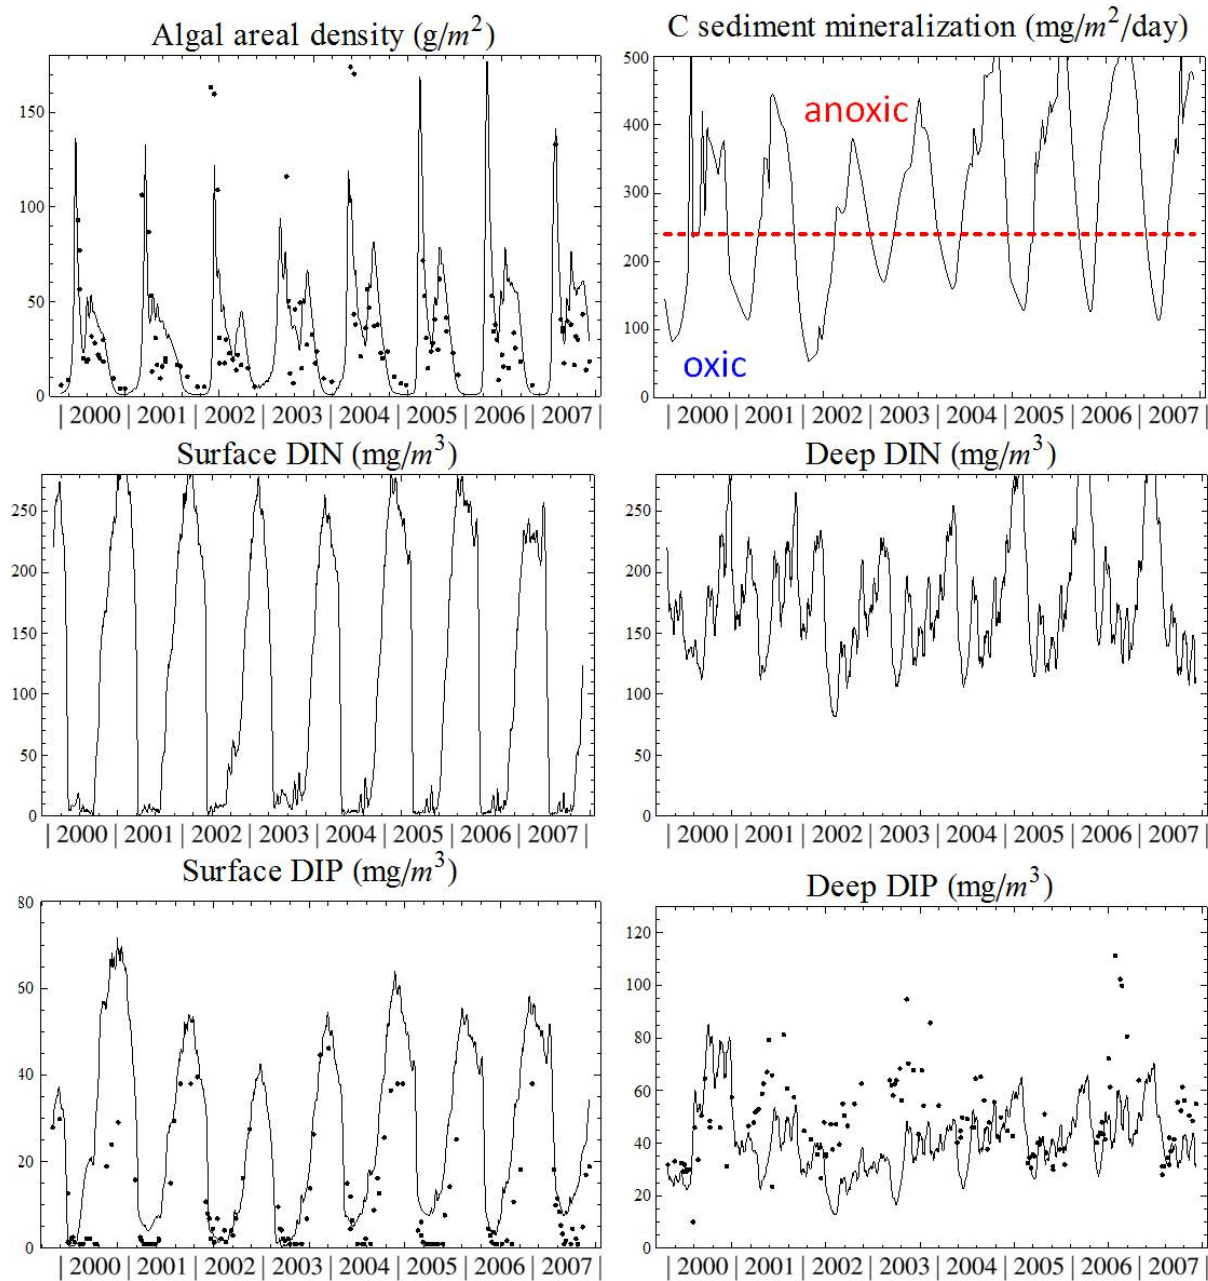 Algal areal density (g/m²)
150
100
50
0
|2000 |2001 |2002 |2003 |2004 |2005 |2006 |2007 |
C sediment mineralization (mg/m²/day)
500
400
300
200
100
0
anoxic
oxic
|2000 |2001 |2002 |2003 |2004 |2005 |2006 |2007 |
Surface DIN (mg/m³)
250
200
150
100
50
0
|2000 |2001 |2002 |2003 |2004 |2005 |2006 |2007 |
Deep DIN (mg/m³)
250
200
150
100
50
0
|2000 |2001 |2002 |2003 |2004 |2005 |2006 |2007 |
Surface DIP (mg/m³)
80
60
40
20
0
|2000 |2001 |2002 |2003 |2004 |2005 |2006 |2007 |
Deep DIP (mg/m³)
120
100
80
60
40
20
0
|2000 |2001 |2002 |2003 |2004 |2005 |2006 |2007 |